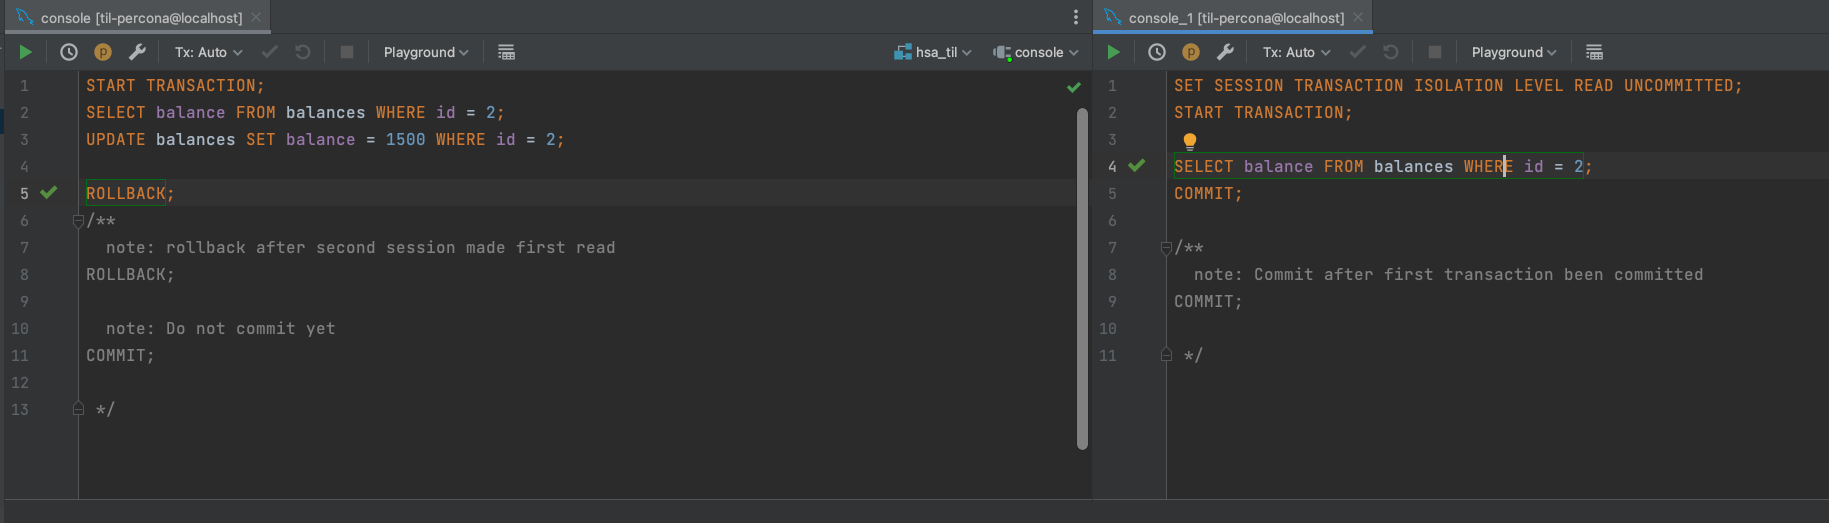 console [til-percona@localhost]
Tx: Auto
Playground
hsa_til
console
1 START TRANSACTION;
2 SELECT balance FROM balances WHERE id = 2;
3 UPDATE balances SET balance = 1500 WHERE id = 2;
4
5 ROLLBACK;
6 /**
7 note: rollback after second session made first read
8 ROLLBACK;
9
10 note: Do not commit yet
11 COMMIT;
12
13 */
console_1 [til-percona@localhost]
Tx: Auto
Playground
1 SET SESSION TRANSACTION ISOLATION LEVEL READ UNCOMMITTED;
2 START TRANSACTION;
3
4 SELECT balance FROM balances WHERE id = 2;
5 COMMIT;
6
7 /**
8 note: Commit after first transaction been committed
9 COMMIT;
10
11 */